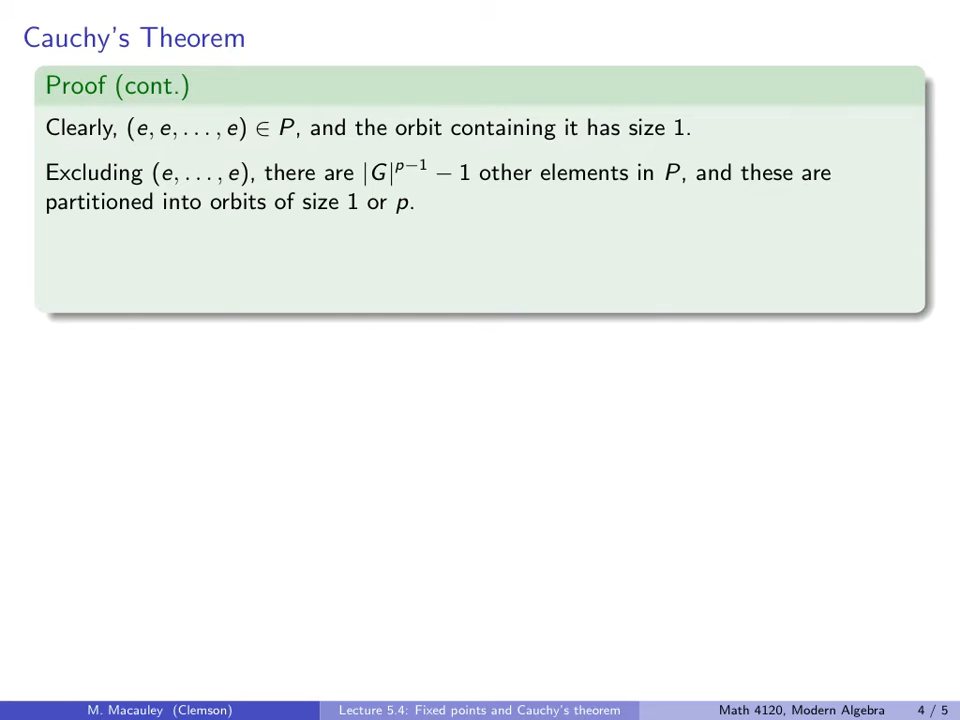 Cauchy's Theorem
Proof (cont.)
Clearly, (e, e, . . . , e) ∈ P, and the orbit containing it has size 1.
Excluding (e, . . . , e), there are |G|^{p−1} − 1 other elements in P, and these are
partitioned into orbits of size 1 or p.
M. Macauley (Clemson) Lecture 5.4: Fixed points and Cauchy's theorem Math 4120, Modern Algebra 4 / 5